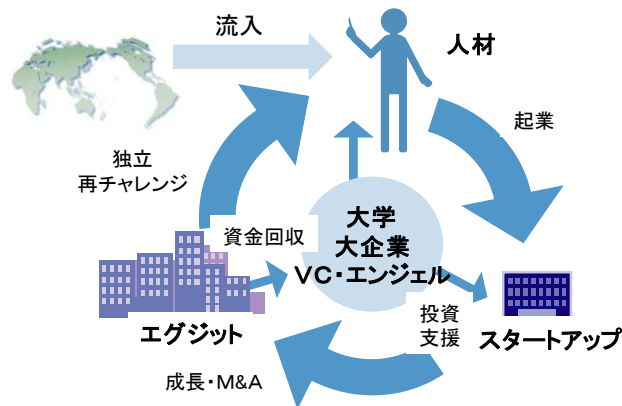 流入
人材
起業
独立
再チャレンジ
資金回収
大学
大企業
VC・エンジェル
投資
支援
エグジット
スタートアップ
成長・M&A